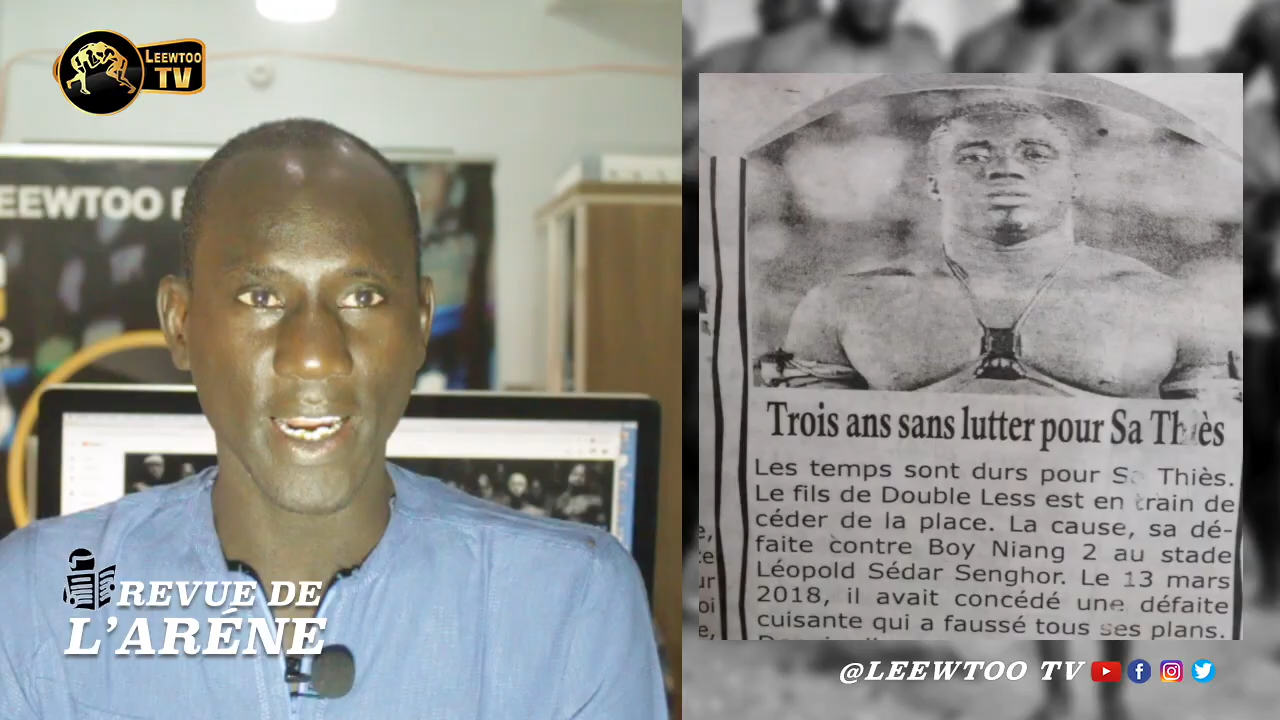 LEEWTOO
TV
EEWTOO
REVUE DE
L'ARÉNE
Trois ans sans lutter pour Sa Thiès
Les temps sont durs pour Sa Thiès.
Le fils de Double Less est en train de
céder de la place. La cause, sa dé-
faite contre Boy Niang 2 au stade
Léopold Sédar Senghor. Le 13 mars
2018, il avait concédé une défaite
cuisante qui a faussé tous ses plans.
@LEEWTOO TV